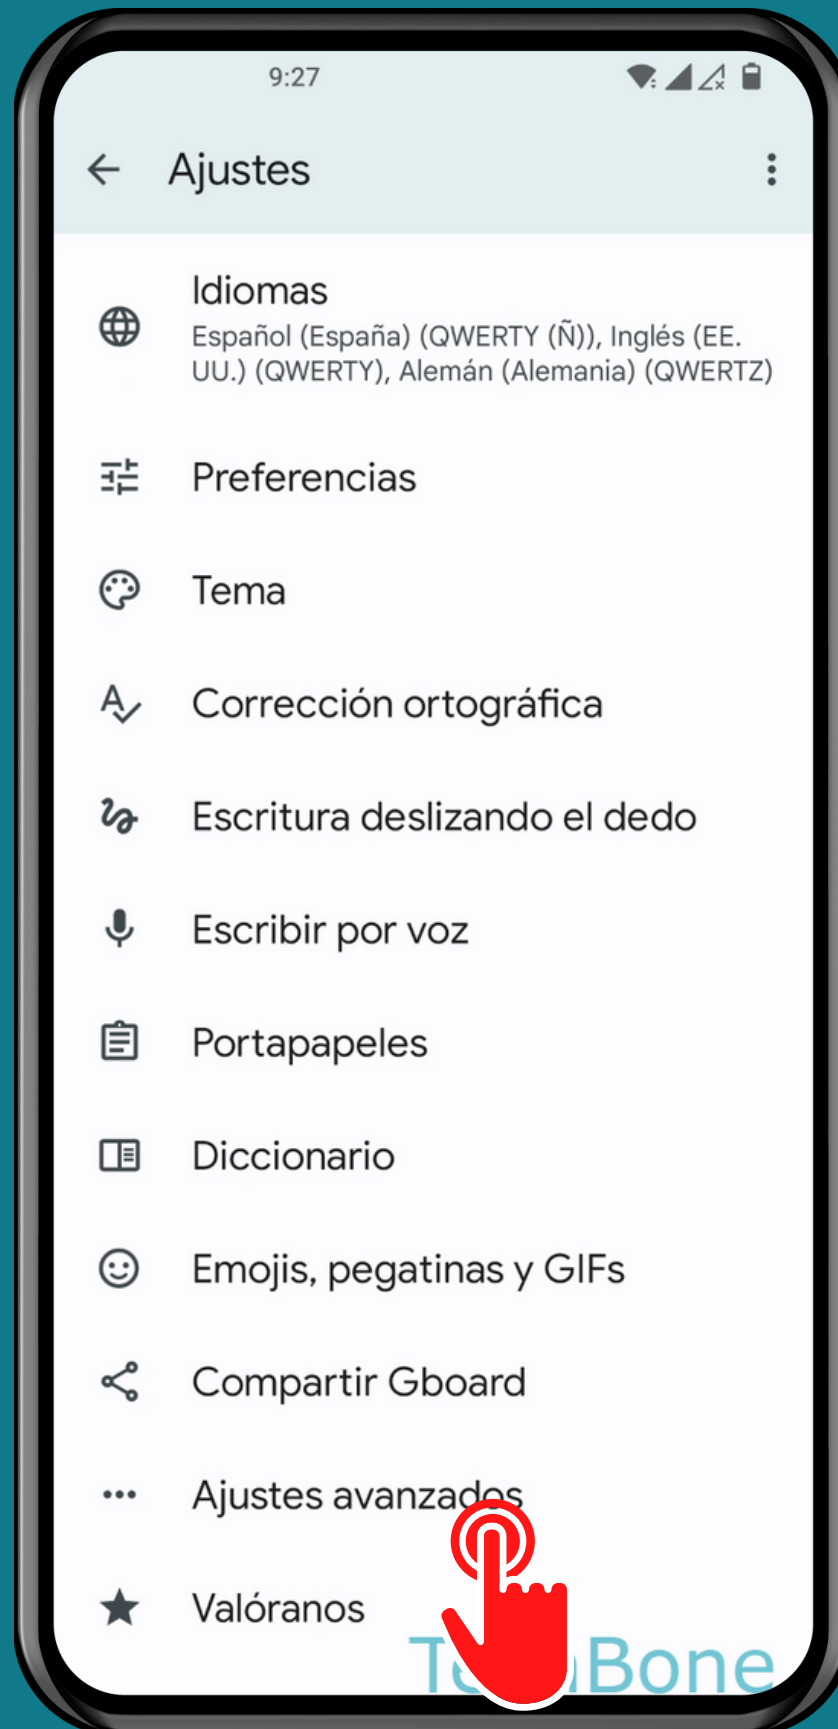 9:27
Ajustes
Idiomas
Español (España) (QWERTY (Ñ)), Inglés (EE.
UU.) (QWERTY), Alemán (Alemania) (QWERTZ)
Preferencias
Tema
Corrección ortográfica
Escritura deslizando el dedo
Escribir por voz
Portapapeles
Diccionario
Emojis, pegatinas y GIFs
Compartir Gboard
Ajustes avanzados
Valóranos